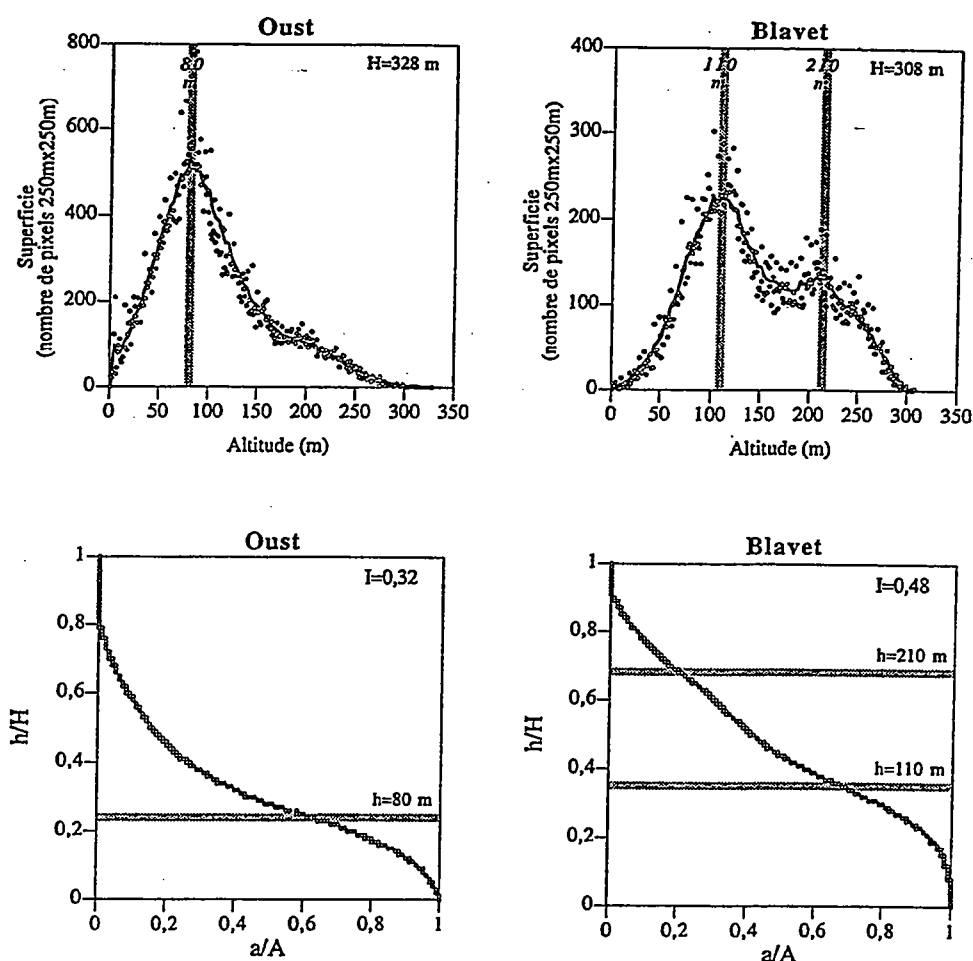 Oust
800
600
400
200
0
Superficie
(nombre de pixels 250mx250m)
80
m
H=328 m
0 50 100 150 200 250 300 350
Altitude (m)
Blavet
400
300
200
100
0
Superficie
(nombre de pixels 250mx250m)
110
m
210
m
H=308 m
0 50 100 150 200 250 300 350
Altitude (m)
Oust
1
0,8
0,6
0,4
0,2
0
h/H
I=0,32
h=80 m
0 0,2 0,4 0,6 0,8 1
a/A
Blavet
1
0,8
0,6
0,4
0,2
0
h/H
I=0,48
h=210 m
h=110 m
0 0,2 0,4 0,6 0,8 1
a/A